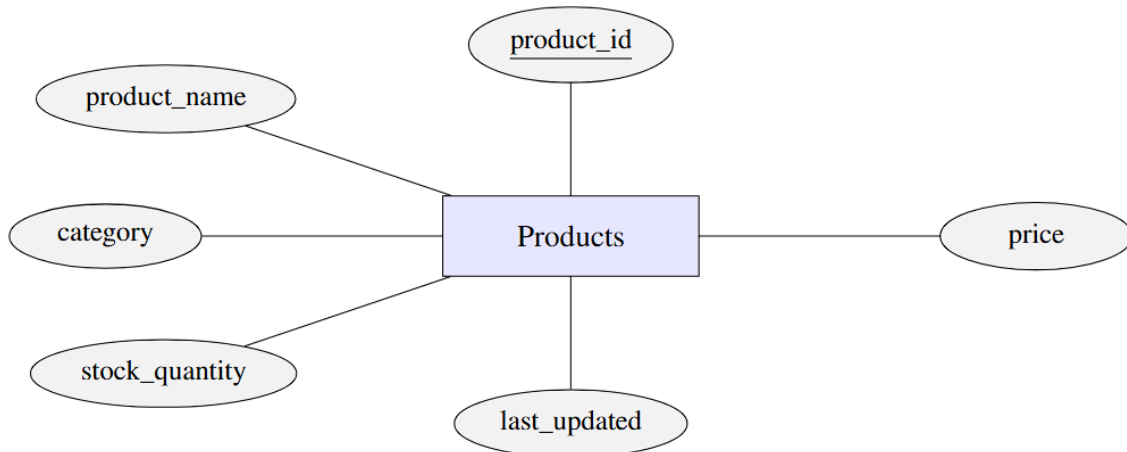 product_id
product_name
category
Products
price
stock_quantity
last_updated